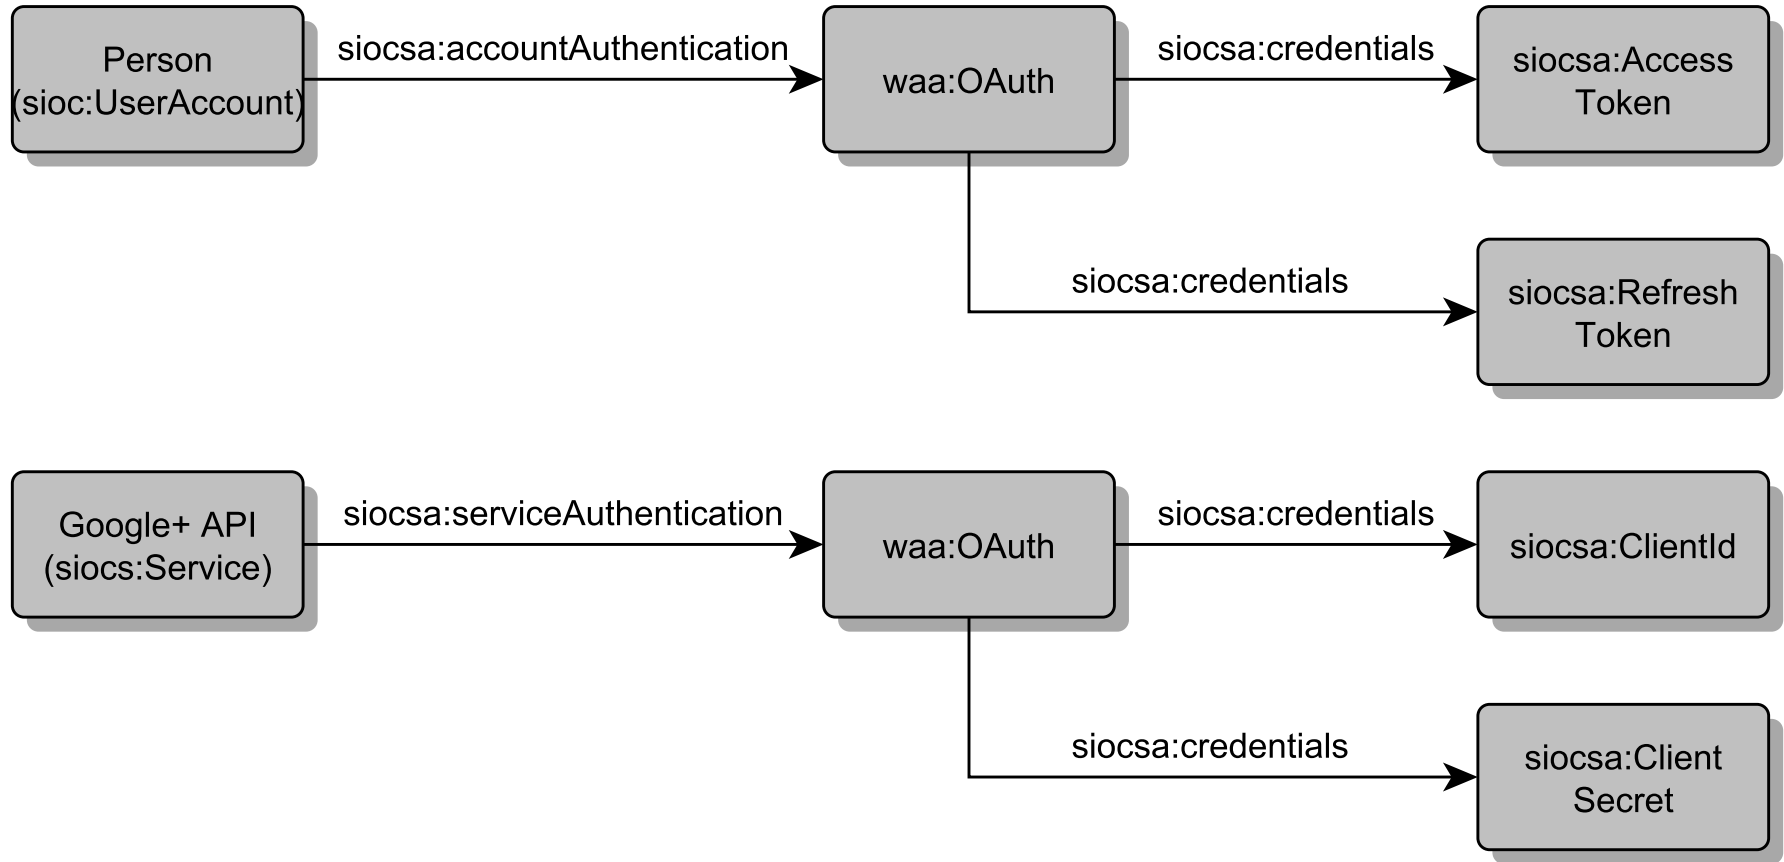 Person
(sioc:UserAccount)
siocsa:accountAuthentication
waa:OAuth
siocsa:credentials
siocsa:Access
Token
siocsa:credentials
siocsa:Refresh
Token
Google+ API
(siocs:Service)
siocsa:serviceAuthentication
waa:OAuth
siocsa:credentials
siocsa:ClientId
siocsa:credentials
siocsa:Client
Secret